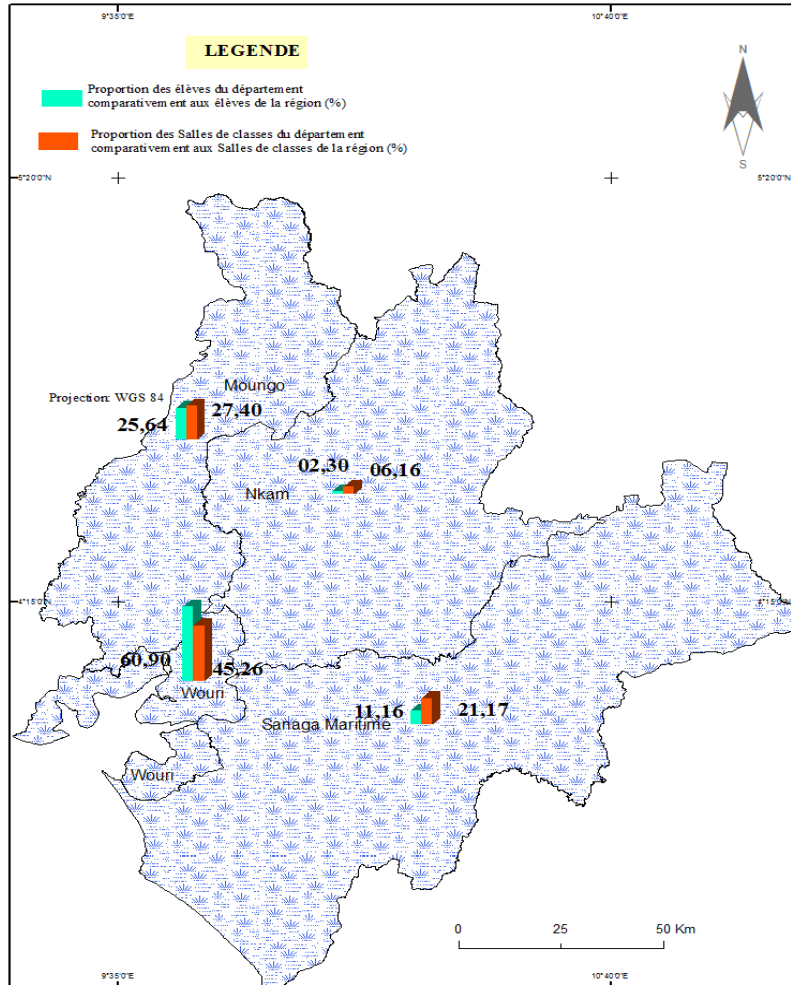 9°35'0"E 10°40'0"E
LEGENDE
N
Proportion des élèves du département
comparativement aux élèves de la région (%)
Proportion des Salles de classes du département
comparativement aux Salles de classes de la région (%)
S
5°20'0"N 5°20'0"N
Moungo
Projection: WGS 84
25,64 27,40
02,30 06,16
Nkam
4°15'0"N 4°15'0"N
60,90 45,26
Wouri
11,16 21,17
Sanaga Maritime
Wouri
0 25 50 Km
9°35'0"E 10°40'0"E